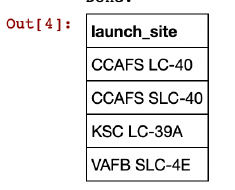 Out[4]:
launch_site
CCAFS LC-40
CCAFS SLC-40
KSC LC-39A
VAFB SLC-4E